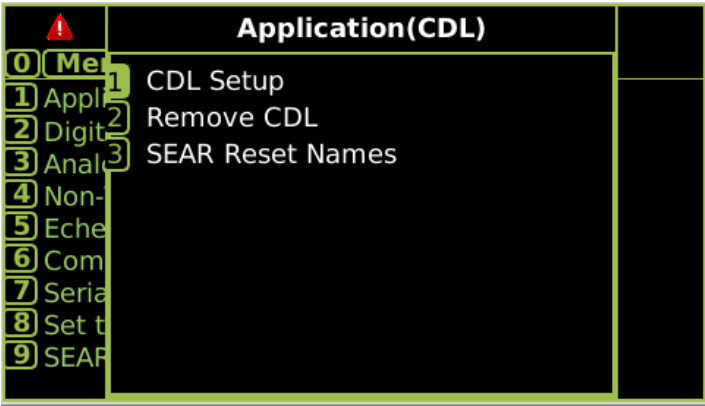 Application(CDL)
0 Me
1 Appli
2 Digit
3 Anal
4 Non-
5 Eche
6 Com
7 Seria
8 Set t
9 SEAR
1 CDL Setup
2 Remove CDL
3 SEAR Reset Names